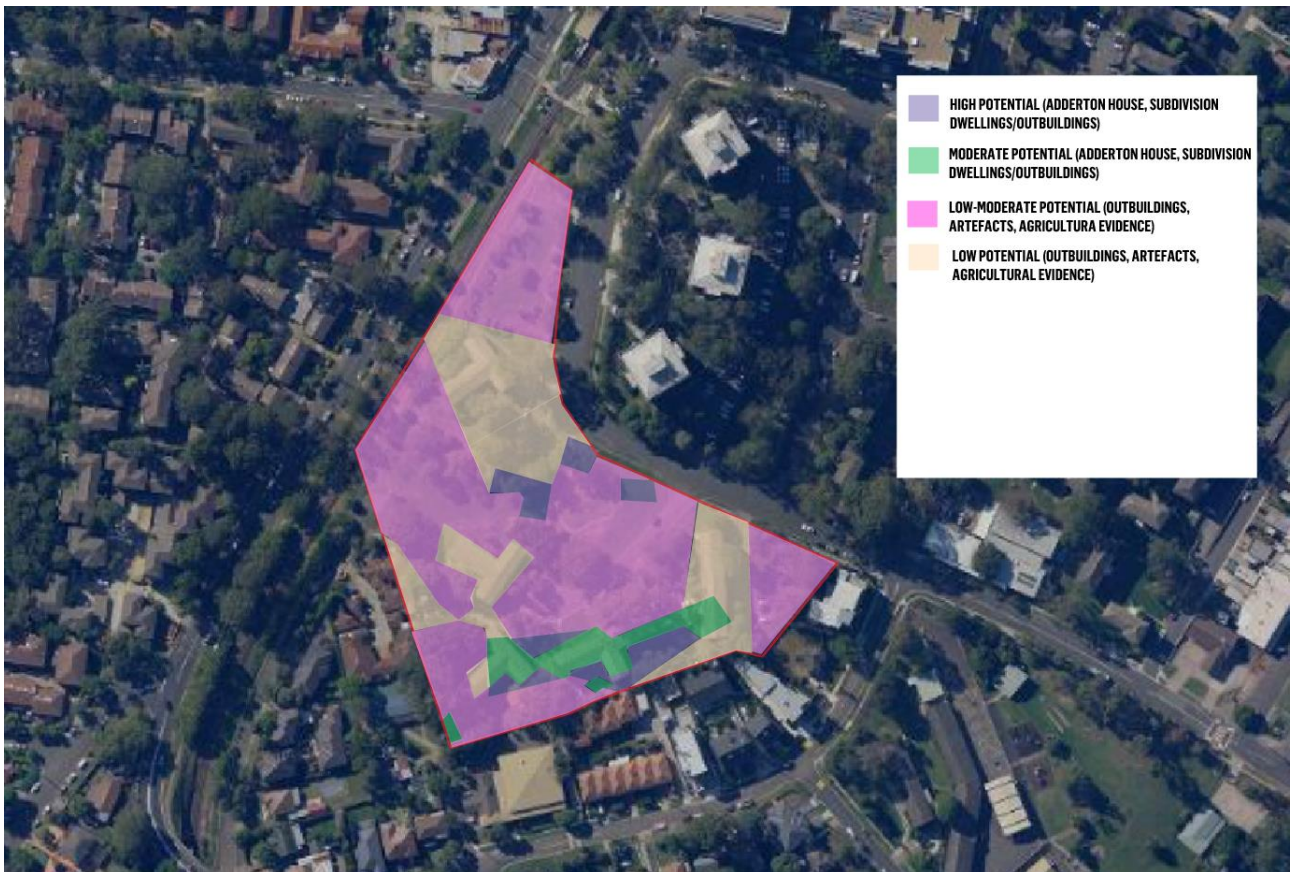 HIGH POTENTIAL (ADDERTON HOUSE, SUBDIVISION
DWELLINGS/OUTBUILDINGS)
MODERATE POTENTIAL (ADDERTON HOUSE, SUBDIVISION
DWELLINGS/OUTBUILDINGS)
LOW-MODERATE POTENTIAL (OUTBUILDINGS,
ARTEFACTS, AGRICULTURA EVIDENCE)
LOW POTENTIAL (OUTBUILDINGS, ARTEFACTS,
AGRICULTURAL EVIDENCE)